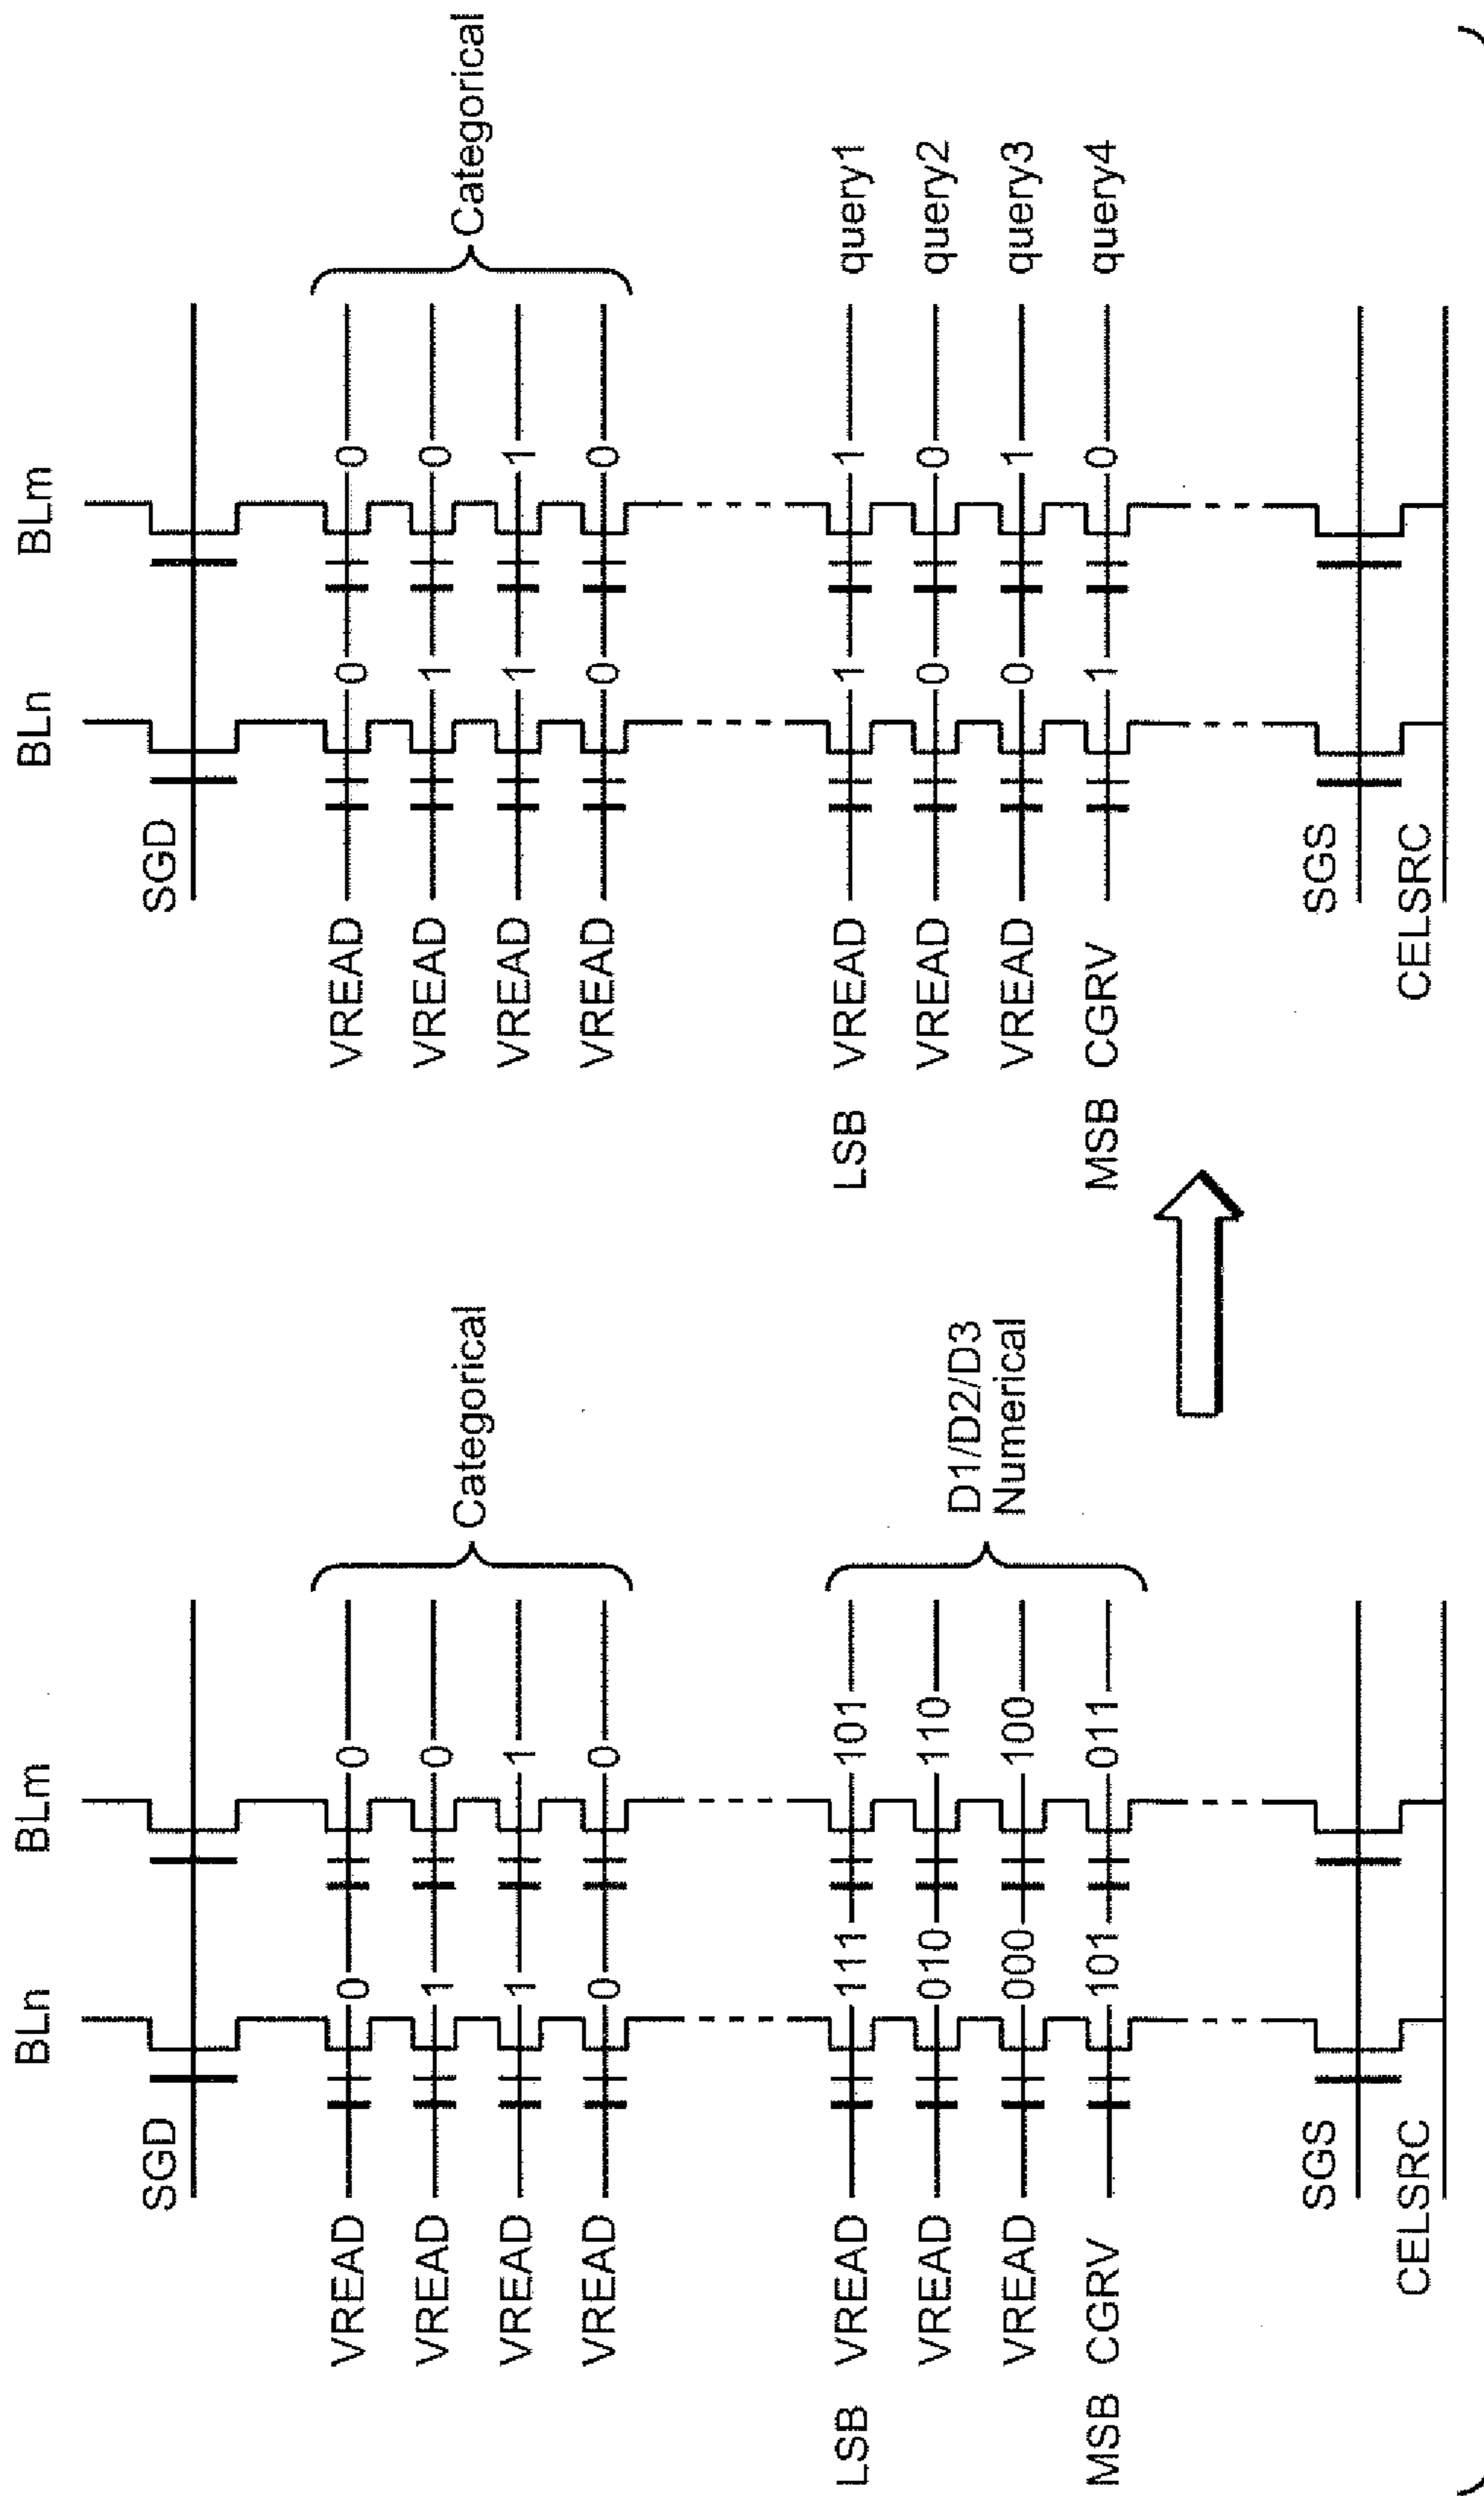 BLn BLm
SGD
VREAD 0 0
VREAD 1 0
VREAD 1 1
VREAD 0 0
Categorical
LSB VREAD 111 101
VREAD 010 110
VREAD 000 100
MSB CGRV 101 011
D1/D2/D3
Numerical
SGS
CELSRC
BLn BLm
SGD
VREAD 0 0
VREAD 1 0
VREAD 1 1
VREAD 0 0
Categorical
LSB VREAD 1 1 query1
VREAD 0 0 query2
VREAD 0 1 query3
MSB CGRV 1 0 query4
SGS
CELSRC